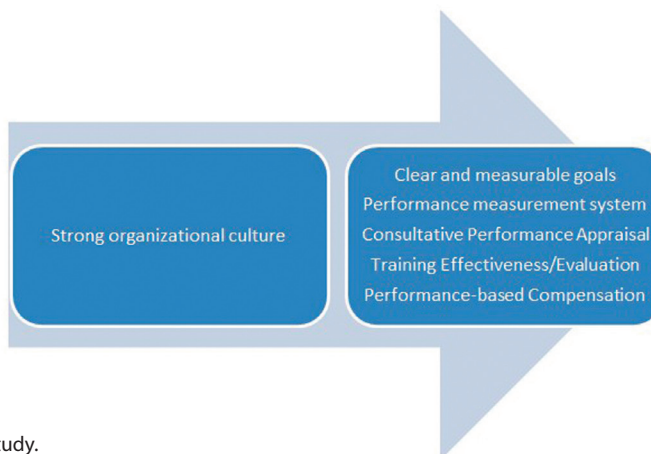 Strong organizational culture
Clear and measurable goals
Performance measurement system
Consultative Performance Appraisal
Training Effectiveness/Evaluation
Performance-based Compensation
tudy.